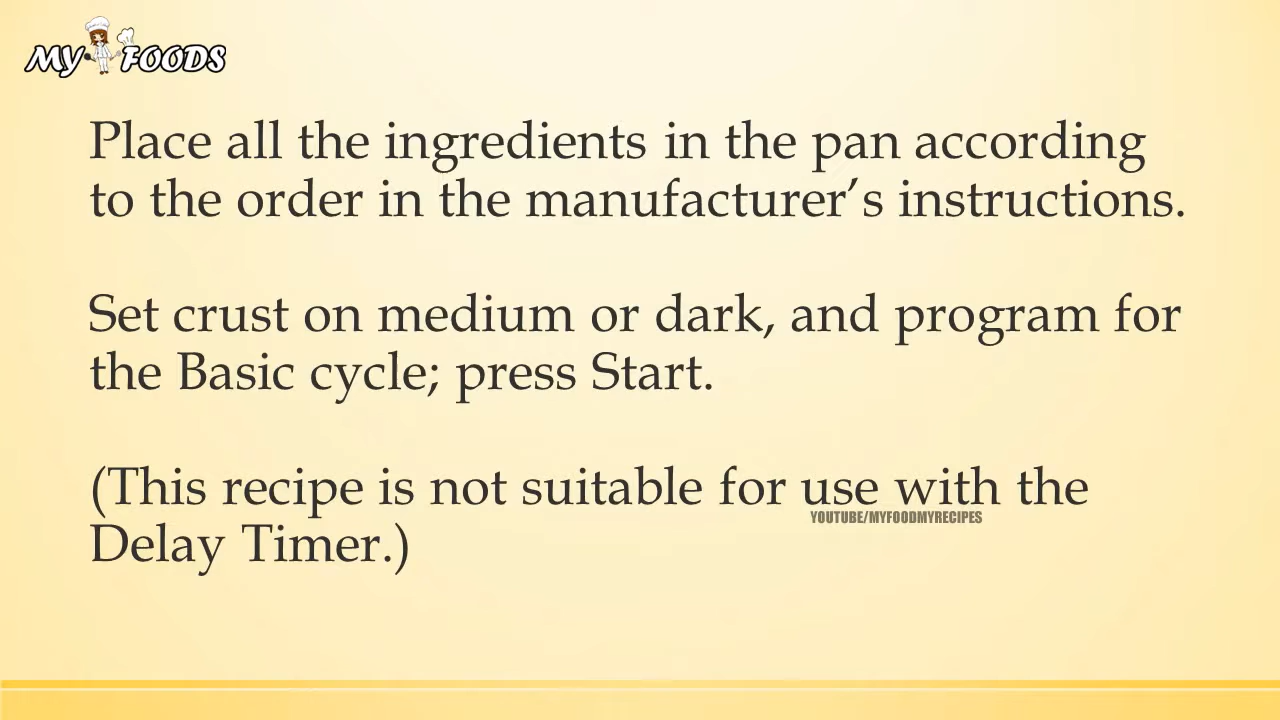 MY FOODS
Place all the ingredients in the pan according
to the order in the manufacturer’s instructions.
Set crust on medium or dark, and program for
the Basic cycle; press Start.
(This recipe is not suitable for use with the
YOUTUBE/MYFOODMYRECIPES
Delay Timer.)